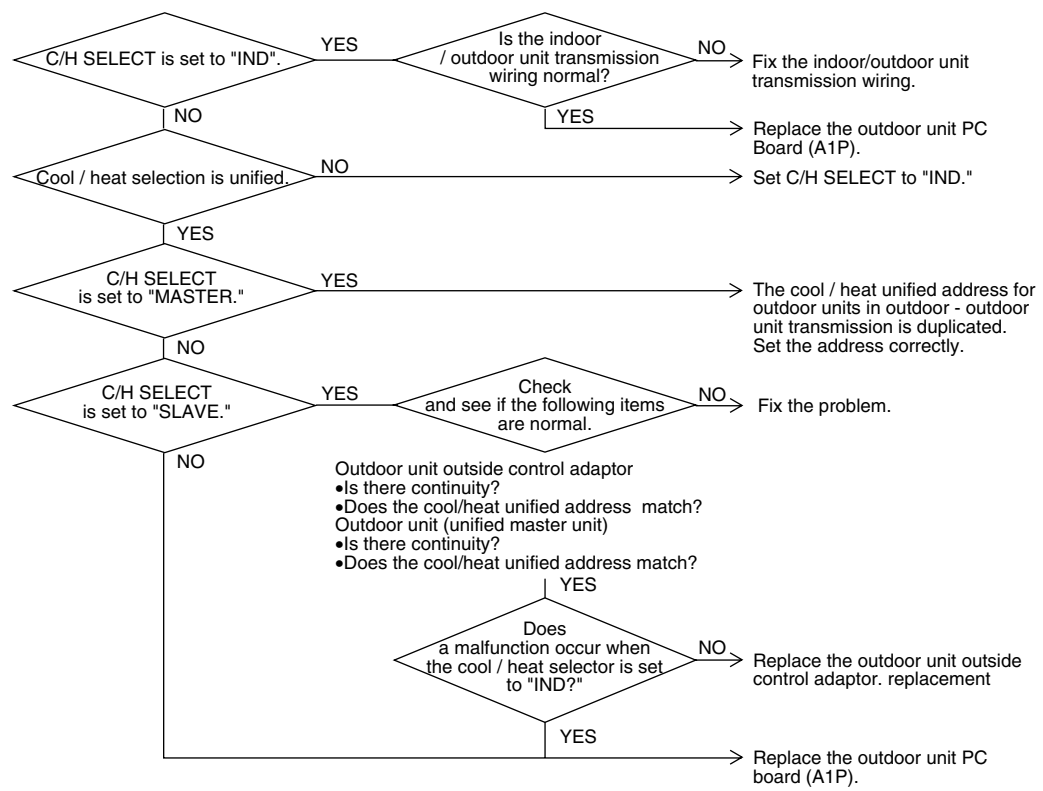 C/H SELECT is set to "IND".
YES
Is the indoor
/ outdoor unit transmission
wiring normal?
NO
Fix the indoor/outdoor unit
transmission wiring.
NO
YES
Replace the outdoor unit PC
Board (A1P).
Cool / heat selection is unified.
NO
Set C/H SELECT to "IND."
YES
C/H SELECT
is set to "MASTER."
YES
The cool / heat unified address for
outdoor units in outdoor - outdoor
unit transmission is duplicated.
Set the address correctly.
NO
C/H SELECT
is set to "SLAVE."
YES
Check
and see if the following items
are normal.
NO
Fix the problem.
NO
Outdoor unit outside control adaptor
•Is there continuity?
•Does the cool/heat unified address  match?
Outdoor unit (unified master unit)
•Is there continuity?
•Does the cool/heat unified address match?
YES
Does
a malfunction occur when
the cool / heat selector is set
to "IND?"
NO
Replace the outdoor unit outside
control adaptor. replacement
YES
Replace the outdoor unit PC
board (A1P).